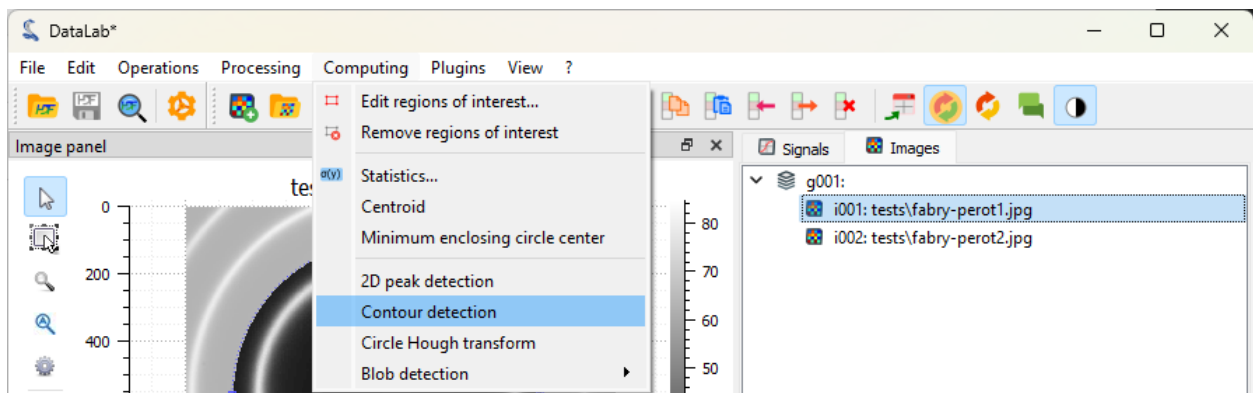 DataLab*
File Edit Operations Processing Computing Plugins View ?
Image panel
tes
0
200
400
Edit regions of interest...
Remove regions of interest
σ(y) Statistics...
Centroid
Minimum enclosing circle center
2D peak detection
Contour detection
Circle Hough transform
Blob detection
80
70
60
50
Signals Images
g001:
i001: tests\fabry-perot1.jpg
i002: tests\fabry-perot2.jpg